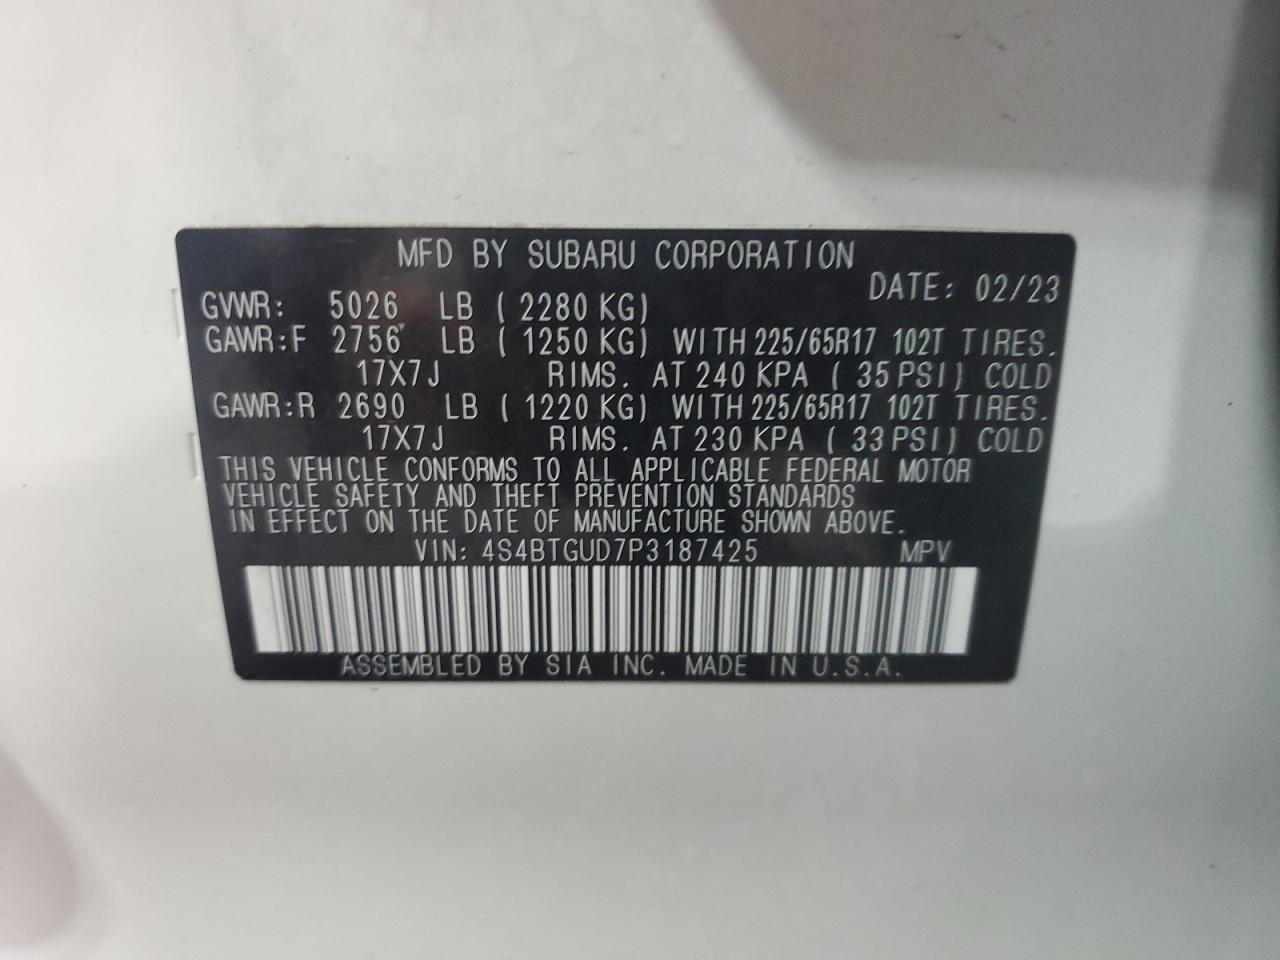 MFD BY SUBARU CORPORATION
DATE: 02/23
GVWR: 5026 LB ( 2280 KG)
GAWR:F 2756 LB ( 1250 KG) WITH 225/65R17 102T TIRES.
17X7J RIMS. AT 240 KPA ( 35 PSI) COLD
GAWR:R 2690 LB ( 1220 KG) WITH 225/65R17 102T TIRES.
17X7J RIMS. AT 230 KPA ( 33 PSI) COLD
THIS VEHICLE CONFORMS TO ALL APPLICABLE FEDERAL MOTOR
VEHICLE SAFETY AND THEFT PREVENTION STANDARDS
IN EFFECT ON THE DATE OF MANUFACTURE SHOWN ABOVE.
VIN: 4S4BTGUD7P3187425 MPV
ASSEMBLED BY SIA INC. MADE IN U.S.A.